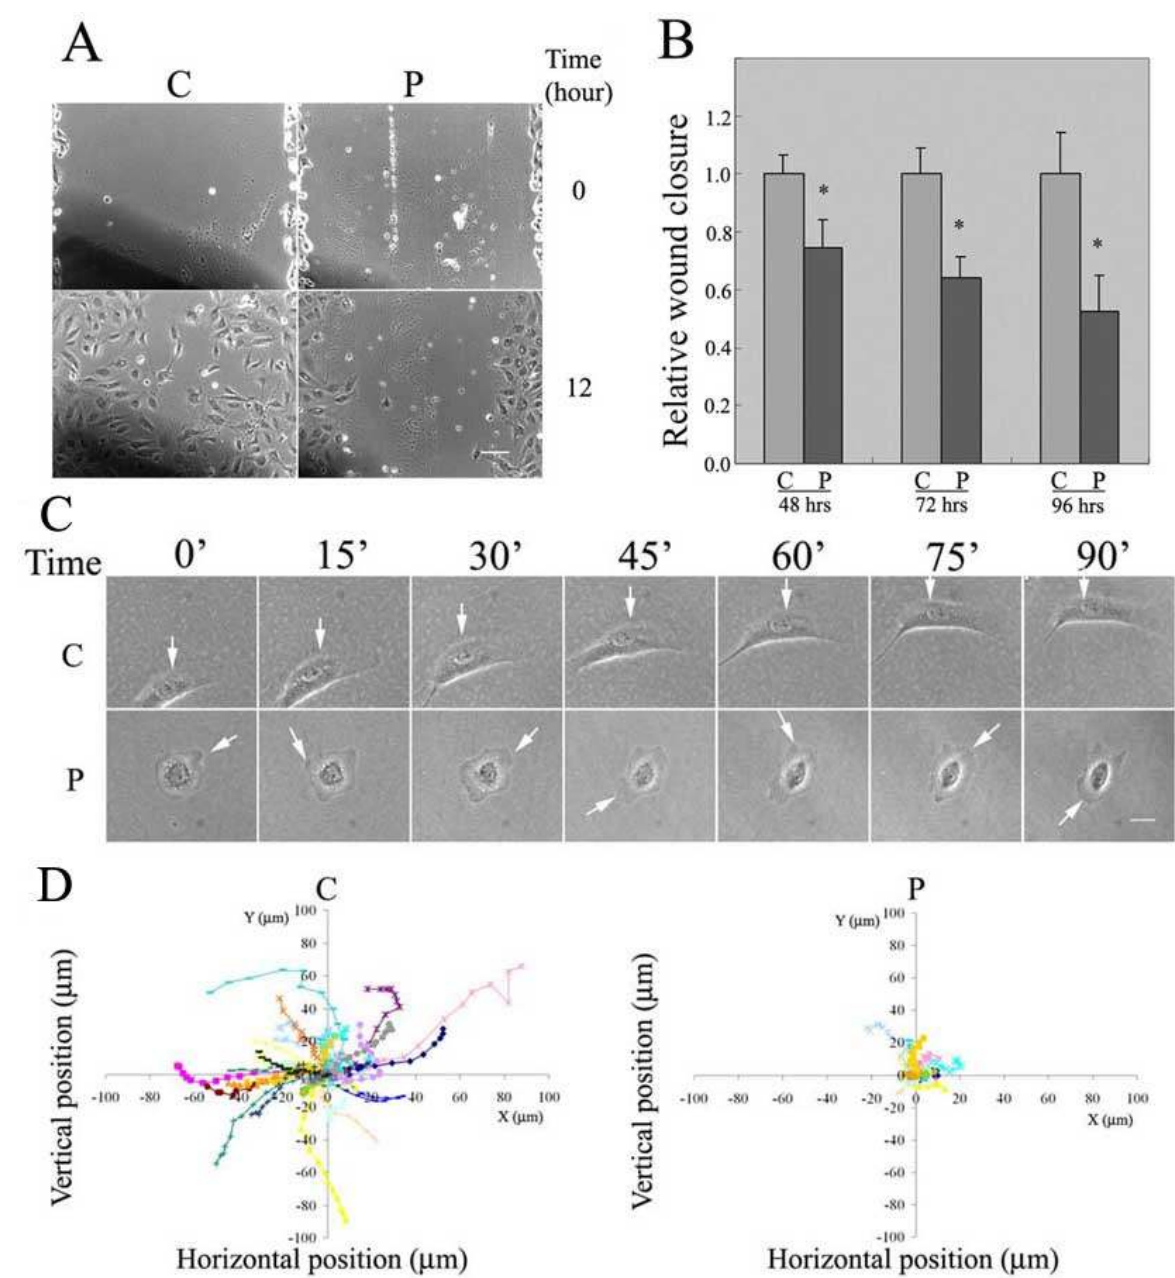 A
C P Time
(hour)
0
12
B
Relative wound closure
1.2
1.0
0.8
0.6
0.4
0.2
0.0
* * *
C P C P C P
48 hrs 72 hrs 96 hrs
C
Time 0’ 15’ 30’ 45’ 60’ 75’ 90’
C
P
D
C
Y (μm) 100
80
60
40
20
0
-100 -80 -60 -40 -20 0 20 40 60 80 100
X (μm)
-20
-40
-60
-80
-100
Vertical position (μm)
Horizontal position (μm)
P
Y (μm) 100
80
60
40
20
0
-100 -80 -60 -40 -20 0 20 40 60 80 100
X (μm)
-20
-40
-60
-80
-100
Vertical position (μm)
Horizontal position (μm)